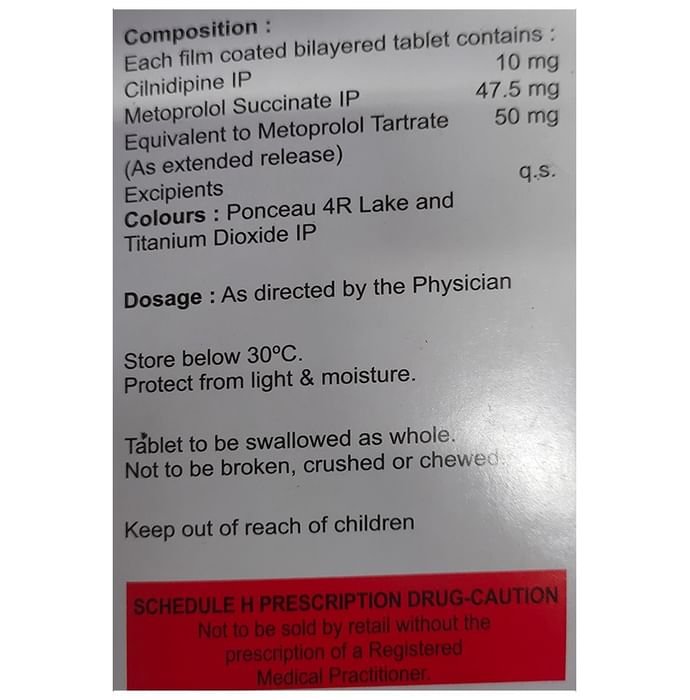 Composition :
Each film coated bilayered tablet contains :
Cilnidipine IP 10 mg
Metoprolol Succinate IP 47.5 mg
Equivalent to Metoprolol Tartrate 50 mg
(As extended release)
Excipients q.s.
Colours : Ponceau 4R Lake and
Titanium Dioxide IP
Dosage : As directed by the Physician
Store below 30ºC.
Protect from light & moisture.
Tablet to be swallowed as whole.
Not to be broken, crushed or chewed.
Keep out of reach of children
SCHEDULE H PRESCRIPTION DRUG-CAUTION
Not to be sold by retail without the
prescription of a Registered
Medical Practitioner.